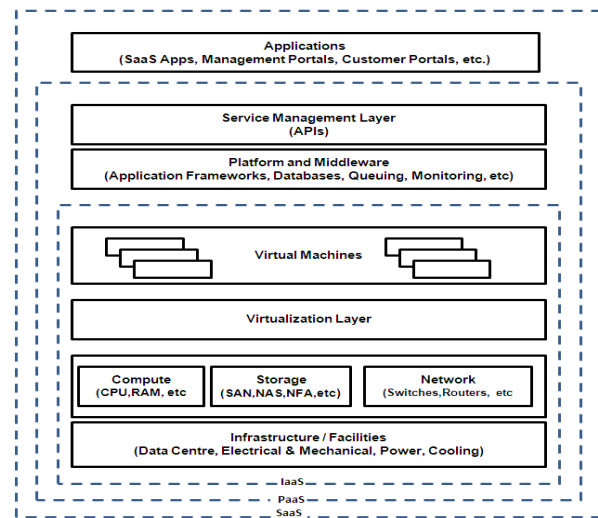 Applications
(SaaS Apps, Management Portals, Customer Portals, etc.)
Service Management Layer
(APIs)
Platform and Middleware
(Application Frameworks, Databases, Queuing, Monitoring, etc)
Virtual Machines
Virtualization Layer
Compute
(CPU,RAM, etc
Storage
(SAN,NAS,NFA,etc)
Network
(Switches,Routers, etc
Infrastructure / Facilities
(Data Centre, Electrical & Mechanical, Power, Cooling)
IaaS
PaaS
SaaS